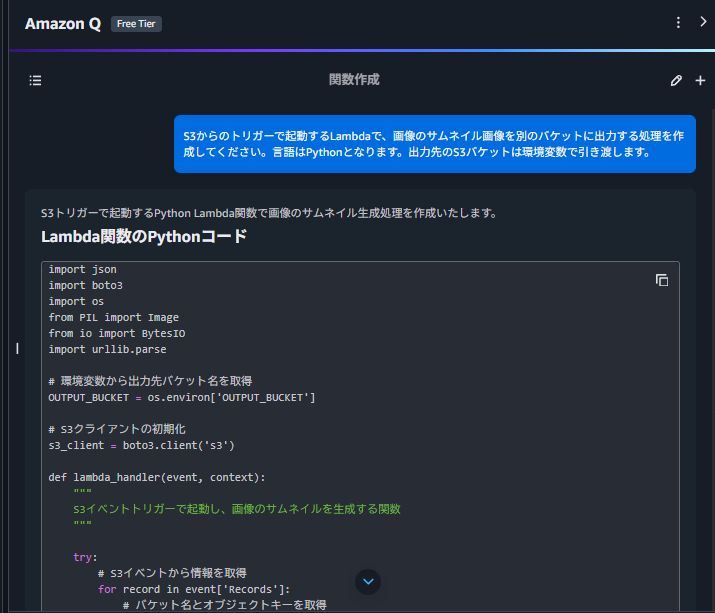 Amazon Q Free Tier
関数作成
S3からのトリガーで起動するLambdaで、画像のサムネイル画像を別のバケットに出力する処理を作
成してください。言語はPythonとなります。出力先のS3バケットは環境変数で引き渡します。
S3トリガーで起動するPython Lambda関数で画像のサムネイル生成処理を作成いたします。
Lambda関数のPythonコード
import json
import boto3
import os
from PIL import Image
from io import BytesIO
import urllib.parse
# 環境変数から出力先バケット名を取得
OUTPUT_BUCKET = os.environ['OUTPUT_BUCKET']
# S3クライアントの初期化
s3_client = boto3.client('s3')
def lambda_handler(event, context):
"""
S3イベントトリガーで起動し、画像のサムネイルを生成する関数
"""
try:
# S3イベントから情報を取得
for record in event['Records']:
# バケット名とオブジェクトキーを取得